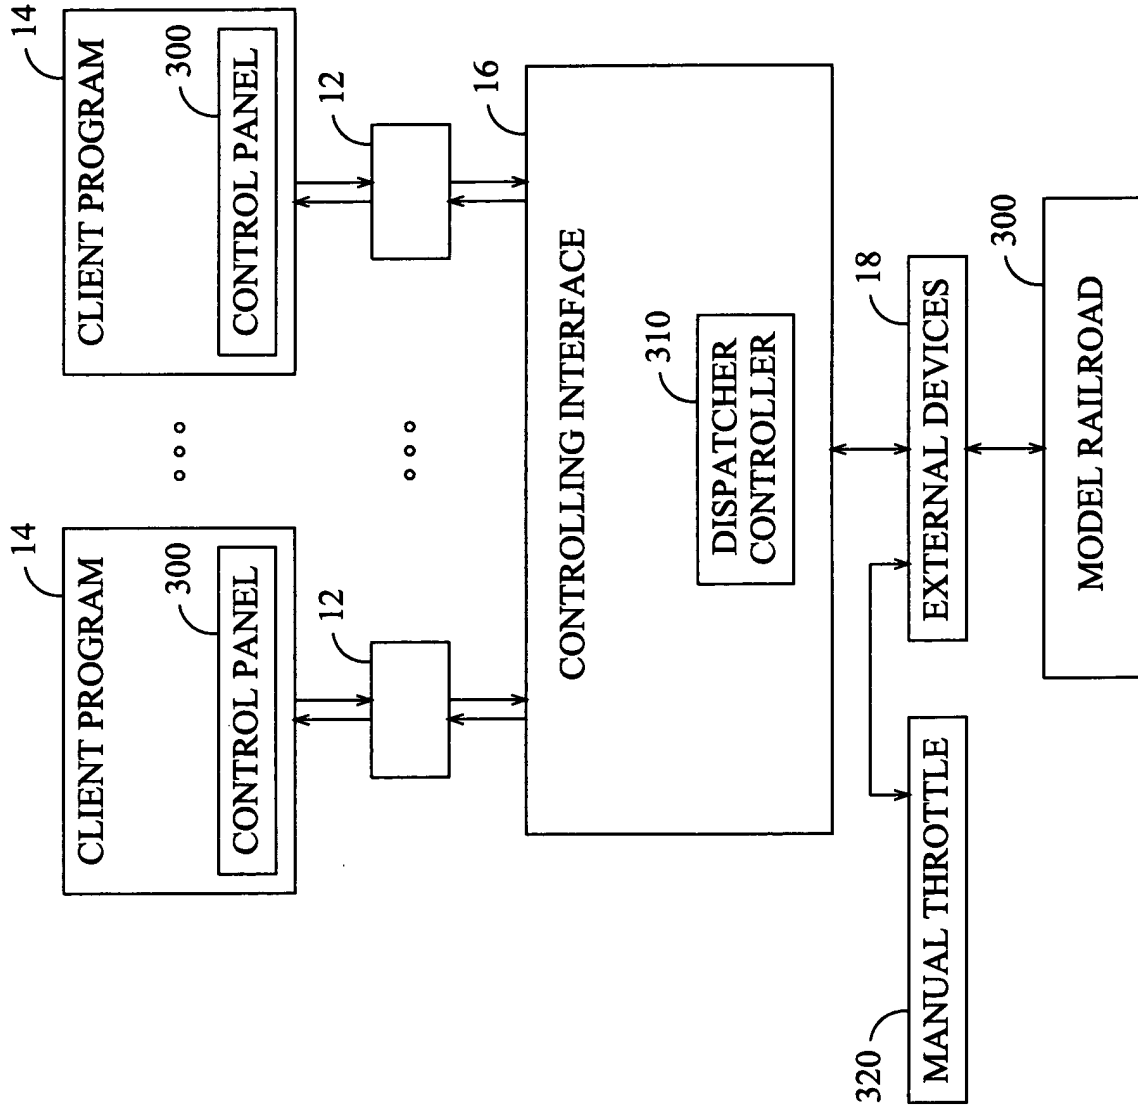 14
CLIENT PROGRAM
300
CONTROL PANEL
12
14
CLIENT PROGRAM
300
CONTROL PANEL
12
16
CONTROLLING INTERFACE
310
DISPATCHER
CONTROLLER
18
EXTERNAL DEVICES
320
MANUAL THROTTLE
300
MODEL RAILROAD